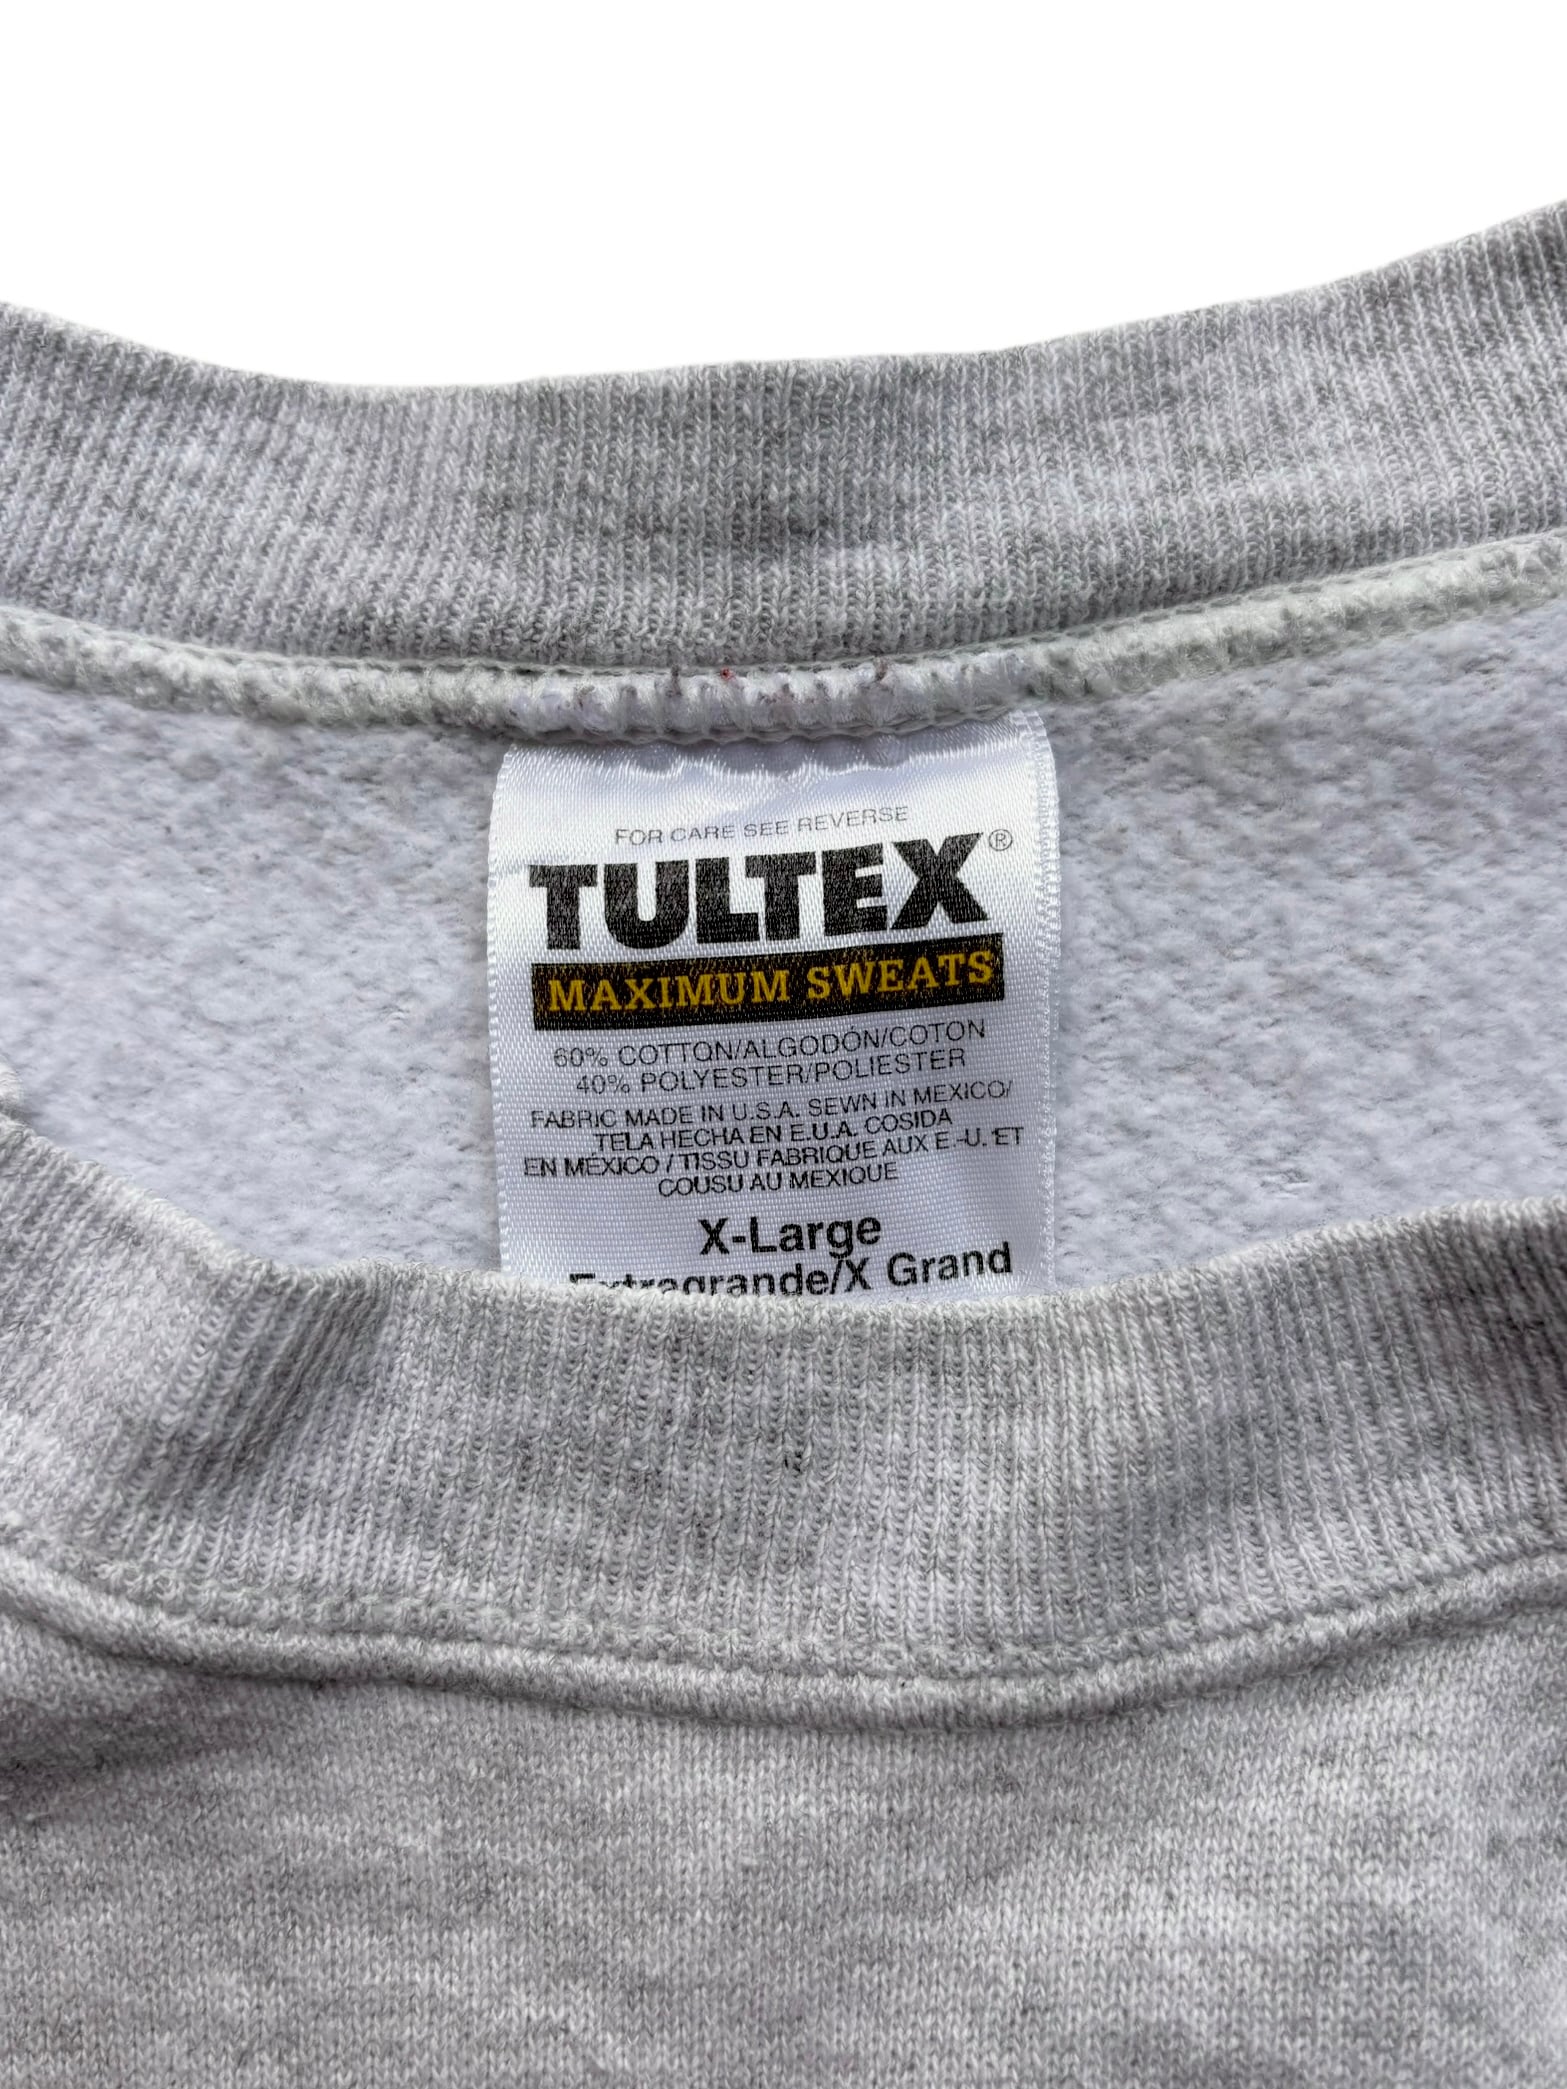 FOR CARE SEE REVERSE
TULTEX®
MAXIMUM SWEATS
60% COTTON/ALGODÓN/COTON
40% POLYESTER/POLIESTER
FABRIC MADE IN U.S.A. SEWN IN MEXICO/
TELA HECHA EN E.U.A. COSIDA
EN MÉXICO / TISSU FABRIQUE AUX E.-U. ET
COUSU AU MEXIQUE
X-Large
Extragrande/X Grand